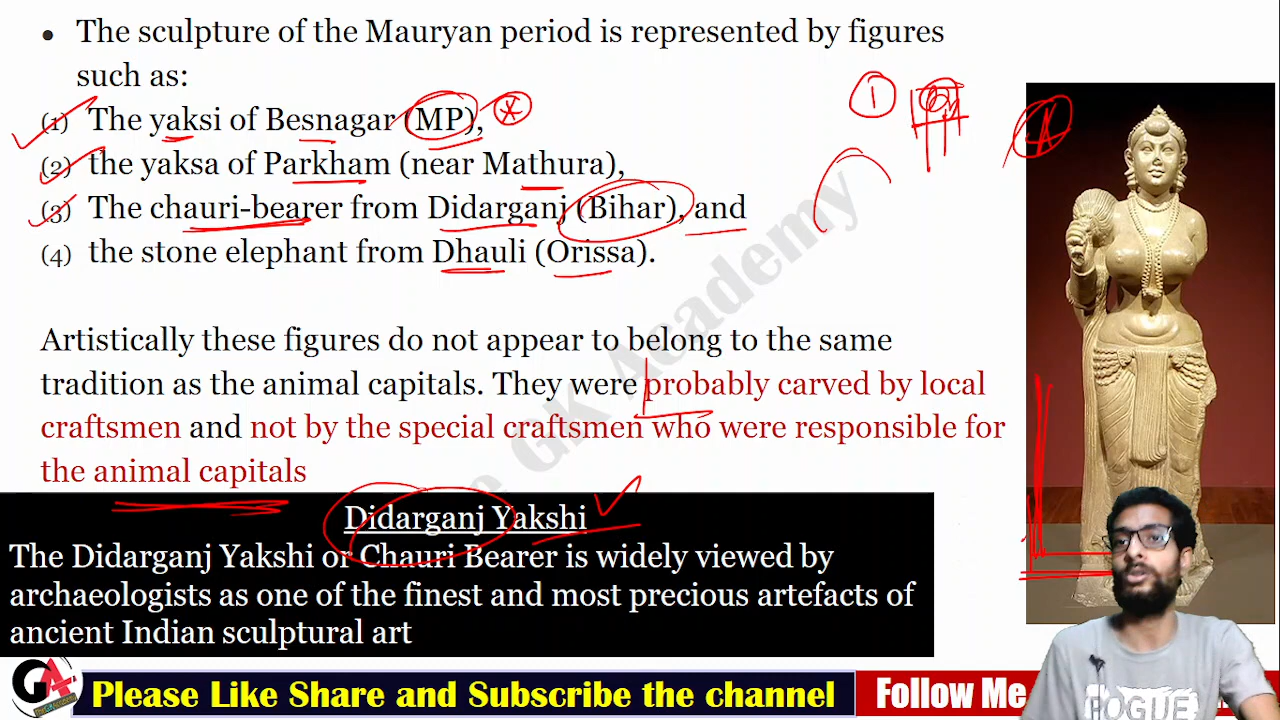 • The sculpture of the Mauryan period is represented by figures
such as:
(1) The yaksi of Besnagar (MP),
(2) the yaksa of Parkham (near Mathura),
(3) The chauri-bearer from Didarganj (Bihar), and
(4) the stone elephant from Dhauli (Orissa).
1
Artistically these figures do not appear to belong to the same
tradition as the animal capitals. They were probably carved by local
craftsmen and not by the special craftsmen who were responsible for
the animal capitals
GK Academy
Didarganj Yakshi
The Didarganj Yakshi or Chauri Bearer is widely viewed by
archaeologists as one of the finest and most precious artefacts of
ancient Indian sculptural art
GA
Please Like Share and Subscribe the channel
Follow Me